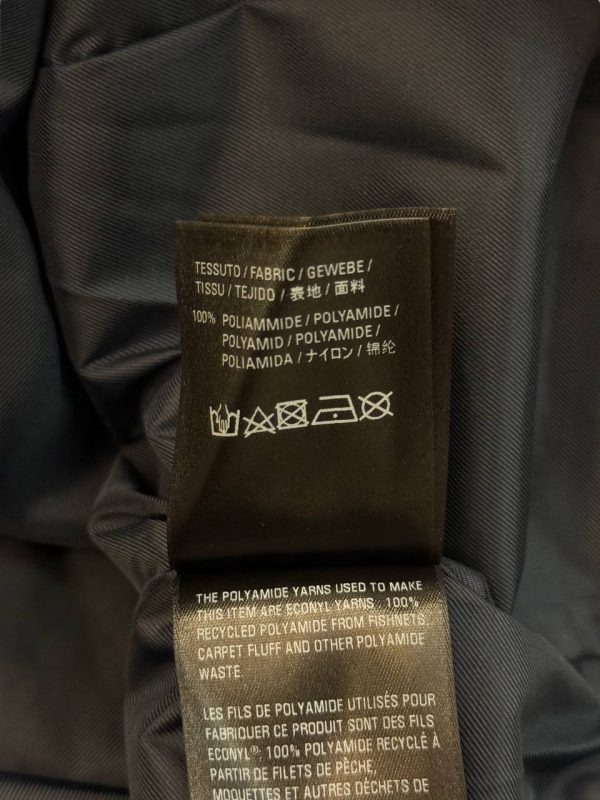 TESSUTO / FABRIC / GEWEBE /
TISSU / TEJIDO / 表地 / 面料
100% POLIAMMIDE / POLYAMIDE /
POLYAMID / POLYAMIDE /
POLIAMIDA / ナイロン / 锦纶
THE POLYAMIDE YARNS USED TO MAKE
THIS ITEM ARE ECONYL YARNS, 100%
RECYCLED POLYAMIDE FROM FISHNETS,
CARPET FLUFF AND OTHER POLYAMIDE
WASTE.
LES FILS DE POLYAMIDE UTILISÉS POUR
FABRIQUER CE PRODUIT SONT DES FILS
ECONYL®, 100% POLYAMIDE RECYCLÉ À
PARTIR DE FILETS DE PÊCHE,
MOQUETTES ET AUTRES DÉCHETS DE